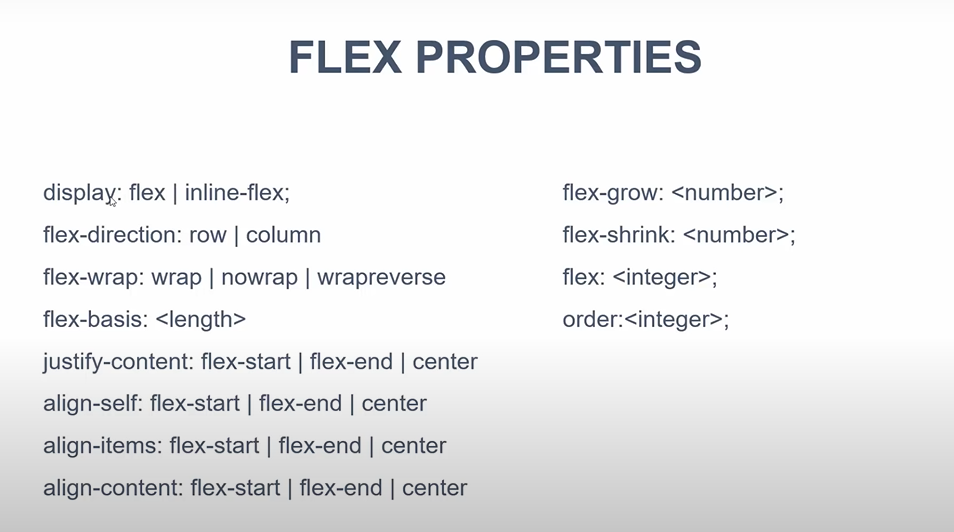 FLEX PROPERTIES
display: flex | inline-flex;
flex-direction: row | column
flex-wrap: wrap | nowrap | wrapreverse
flex-basis: <length>
justify-content: flex-start | flex-end | center
align-self: flex-start | flex-end | center
align-items: flex-start | flex-end | center
align-content: flex-start | flex-end | center
flex-grow: <number>;
flex-shrink: <number>;
flex: <integer>;
order:<integer>;